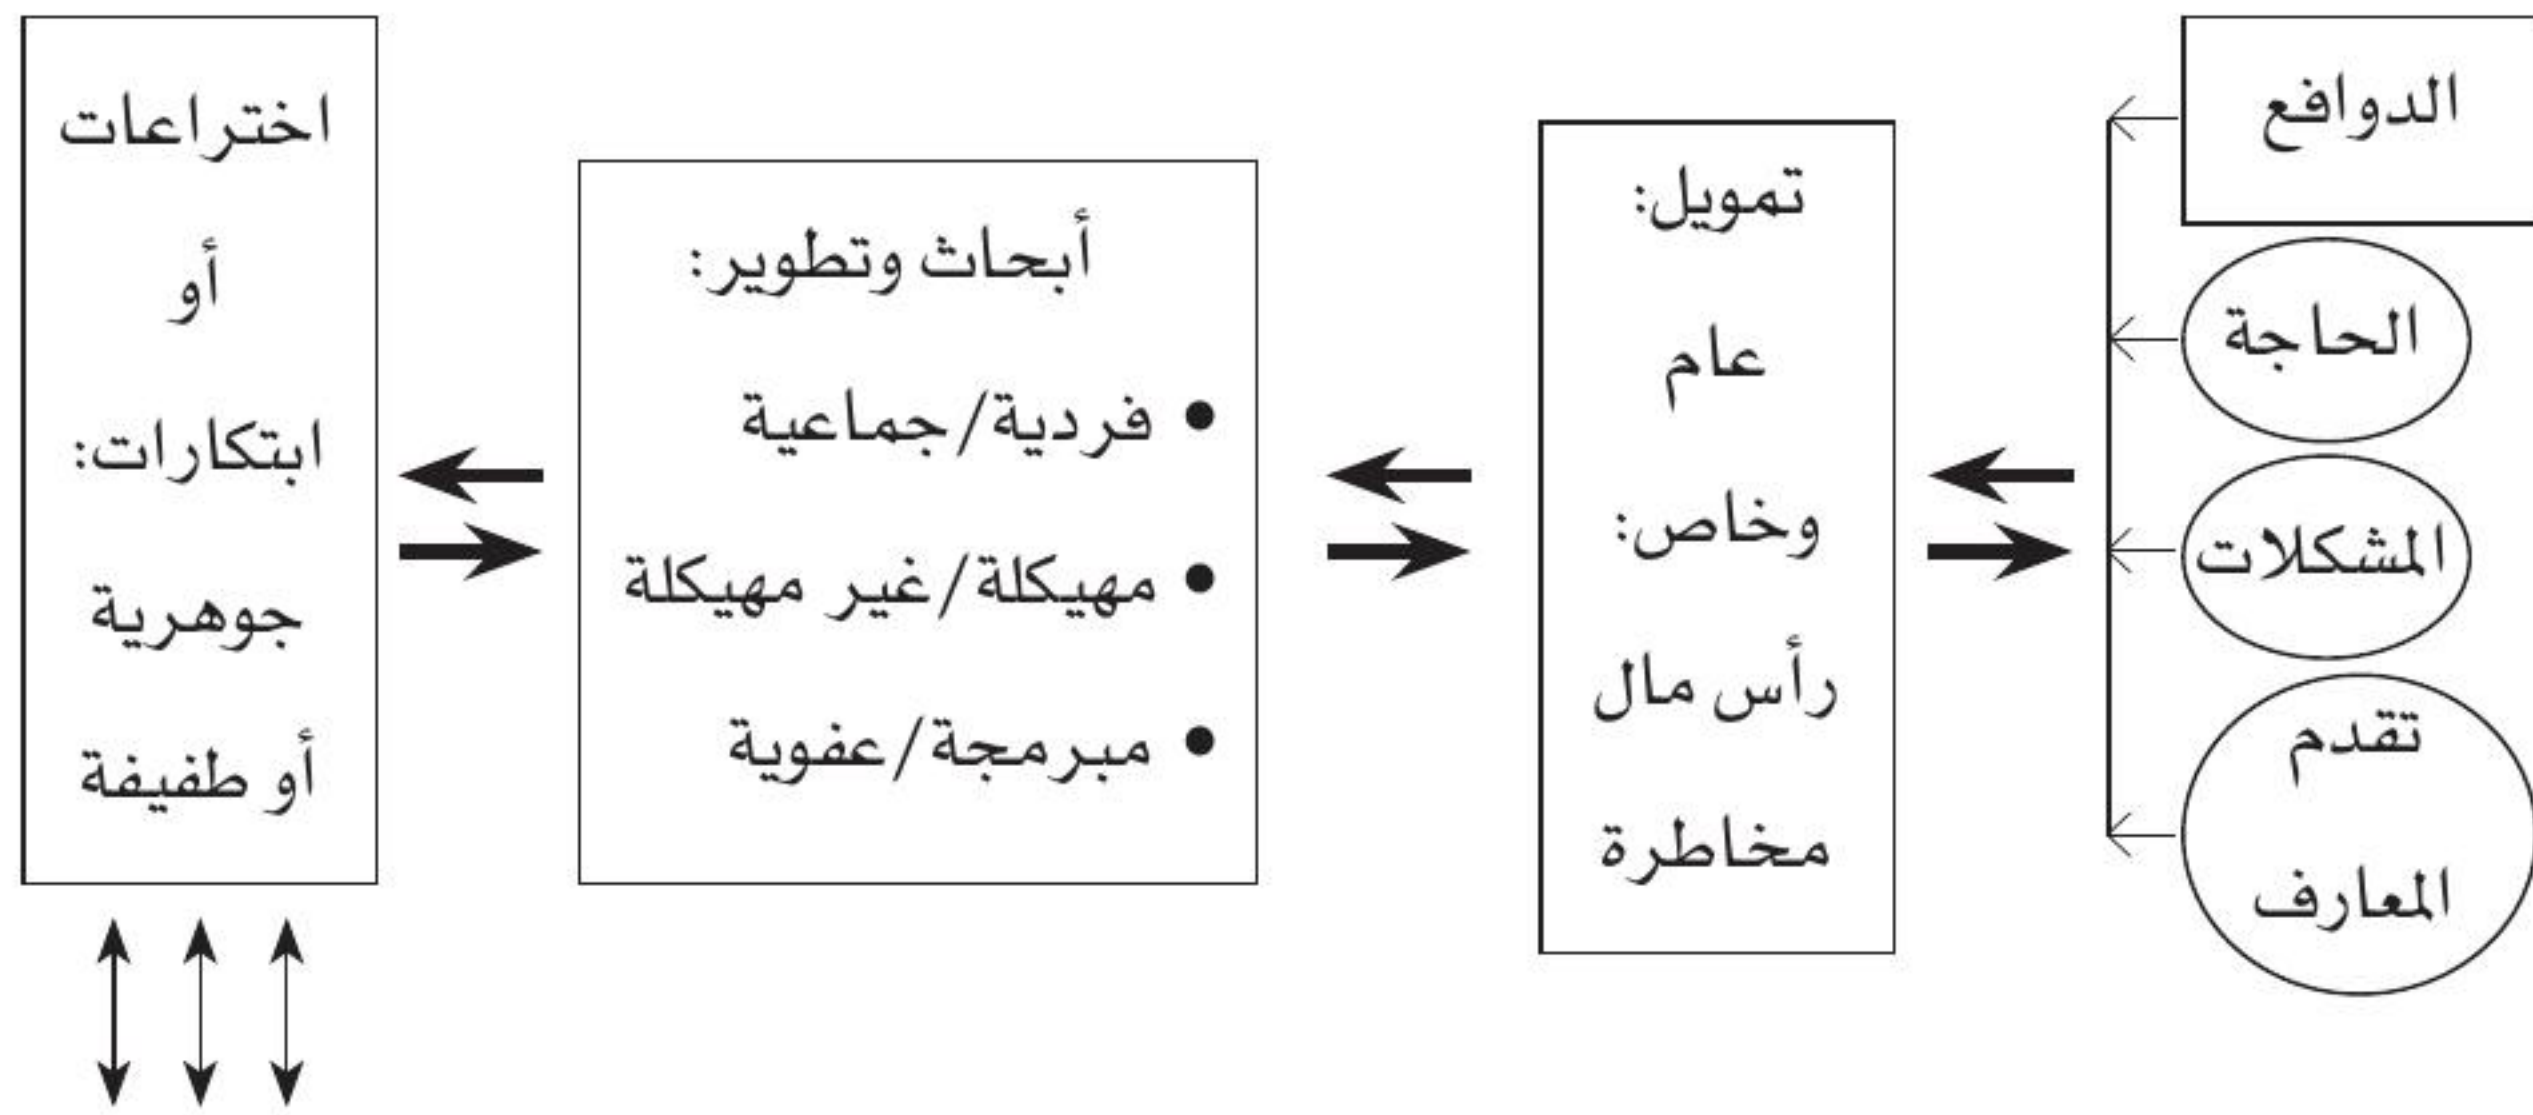 الدوافع
الحاجة
المشكلات
تقدم
المعارف
تمويل:
عام
وخاص:
رأس مال
مخاطرة
أبحاث وتطوير:
• فردية/جماعية
• مهيكلة/غير مهيكلة
• مبرمجة/عفوية
اختراعات
أو
ابتكارات:
جوهرية
أو طفيفة